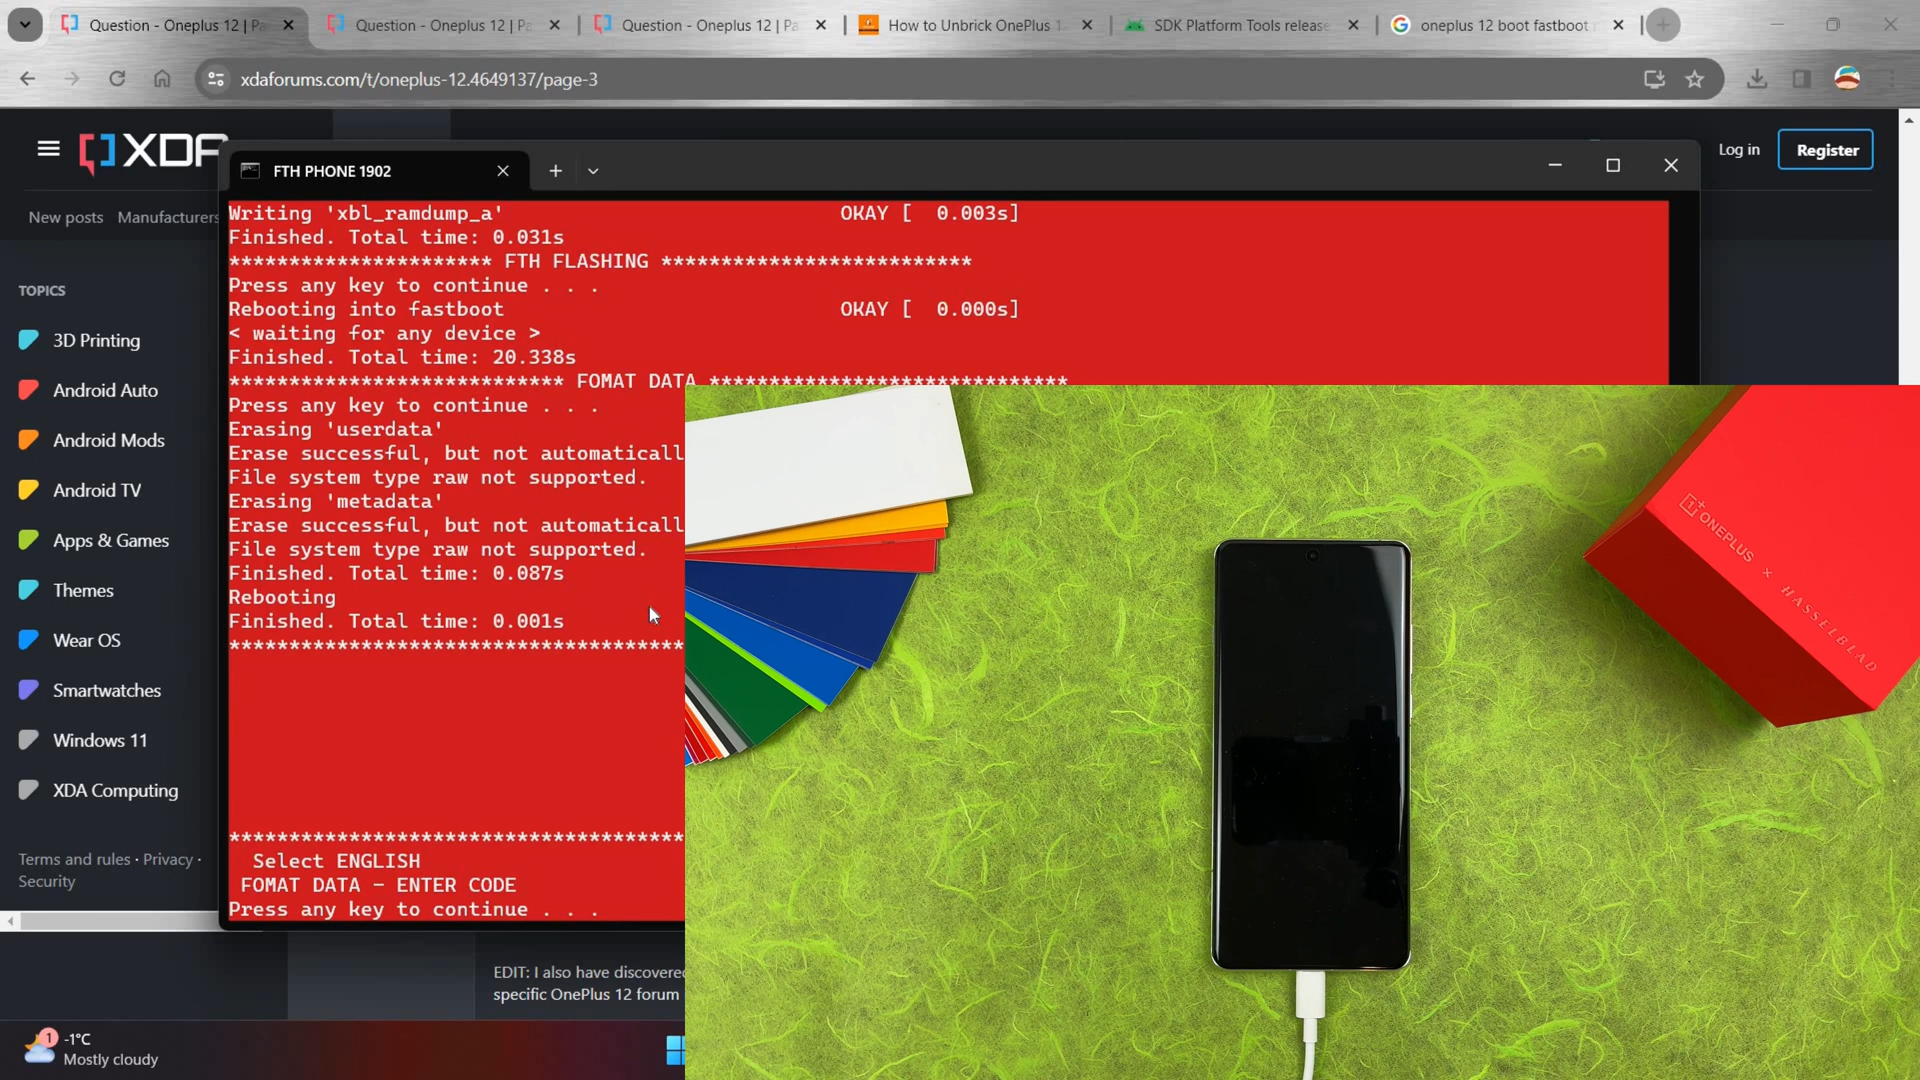 Question - Oneplus 12 | Pa
Question - Oneplus 12 | Pa
Question - Oneplus 12 | Pa
How to Unbrick OnePlus 1
SDK Platform Tools release
oneplus 12 boot fastboot
xdaforums.com/t/oneplus-12.4649137/page-3
XDA
Log in
Register
New posts
Manufacturers
FTH PHONE 1902
Writing 'xbl_ramdump_a' OKAY [ 0.003s]
Finished. Total time: 0.031s
********************** FTH FLASHING **************************
Press any key to continue . . .
Rebooting into fastboot OKAY [ 0.000s]
< waiting for any device >
Finished. Total time: 20.338s
**************************** FOMAT DATA ******************************
Press any key to continue . . .
Erasing 'userdata'
Erase successful, but not automaticall
File system type raw not supported.
Erasing 'metadata'
Erase successful, but not automaticall
File system type raw not supported.
Finished. Total time: 0.087s
Rebooting
Finished. Total time: 0.001s
**************************************
**************************************
Select ENGLISH
FOMAT DATA - ENTER CODE
Press any key to continue . . .
TOPICS
3D Printing
Android Auto
Android Mods
Android TV
Apps & Games
Themes
Wear OS
Smartwatches
Windows 11
XDA Computing
Terms and rules · Privacy ·
Security
EDIT: I also have discovered
specific OnePlus 12 forum
ONEPLUS × HASSELBLAD
1
-1°C
Mostly cloudy